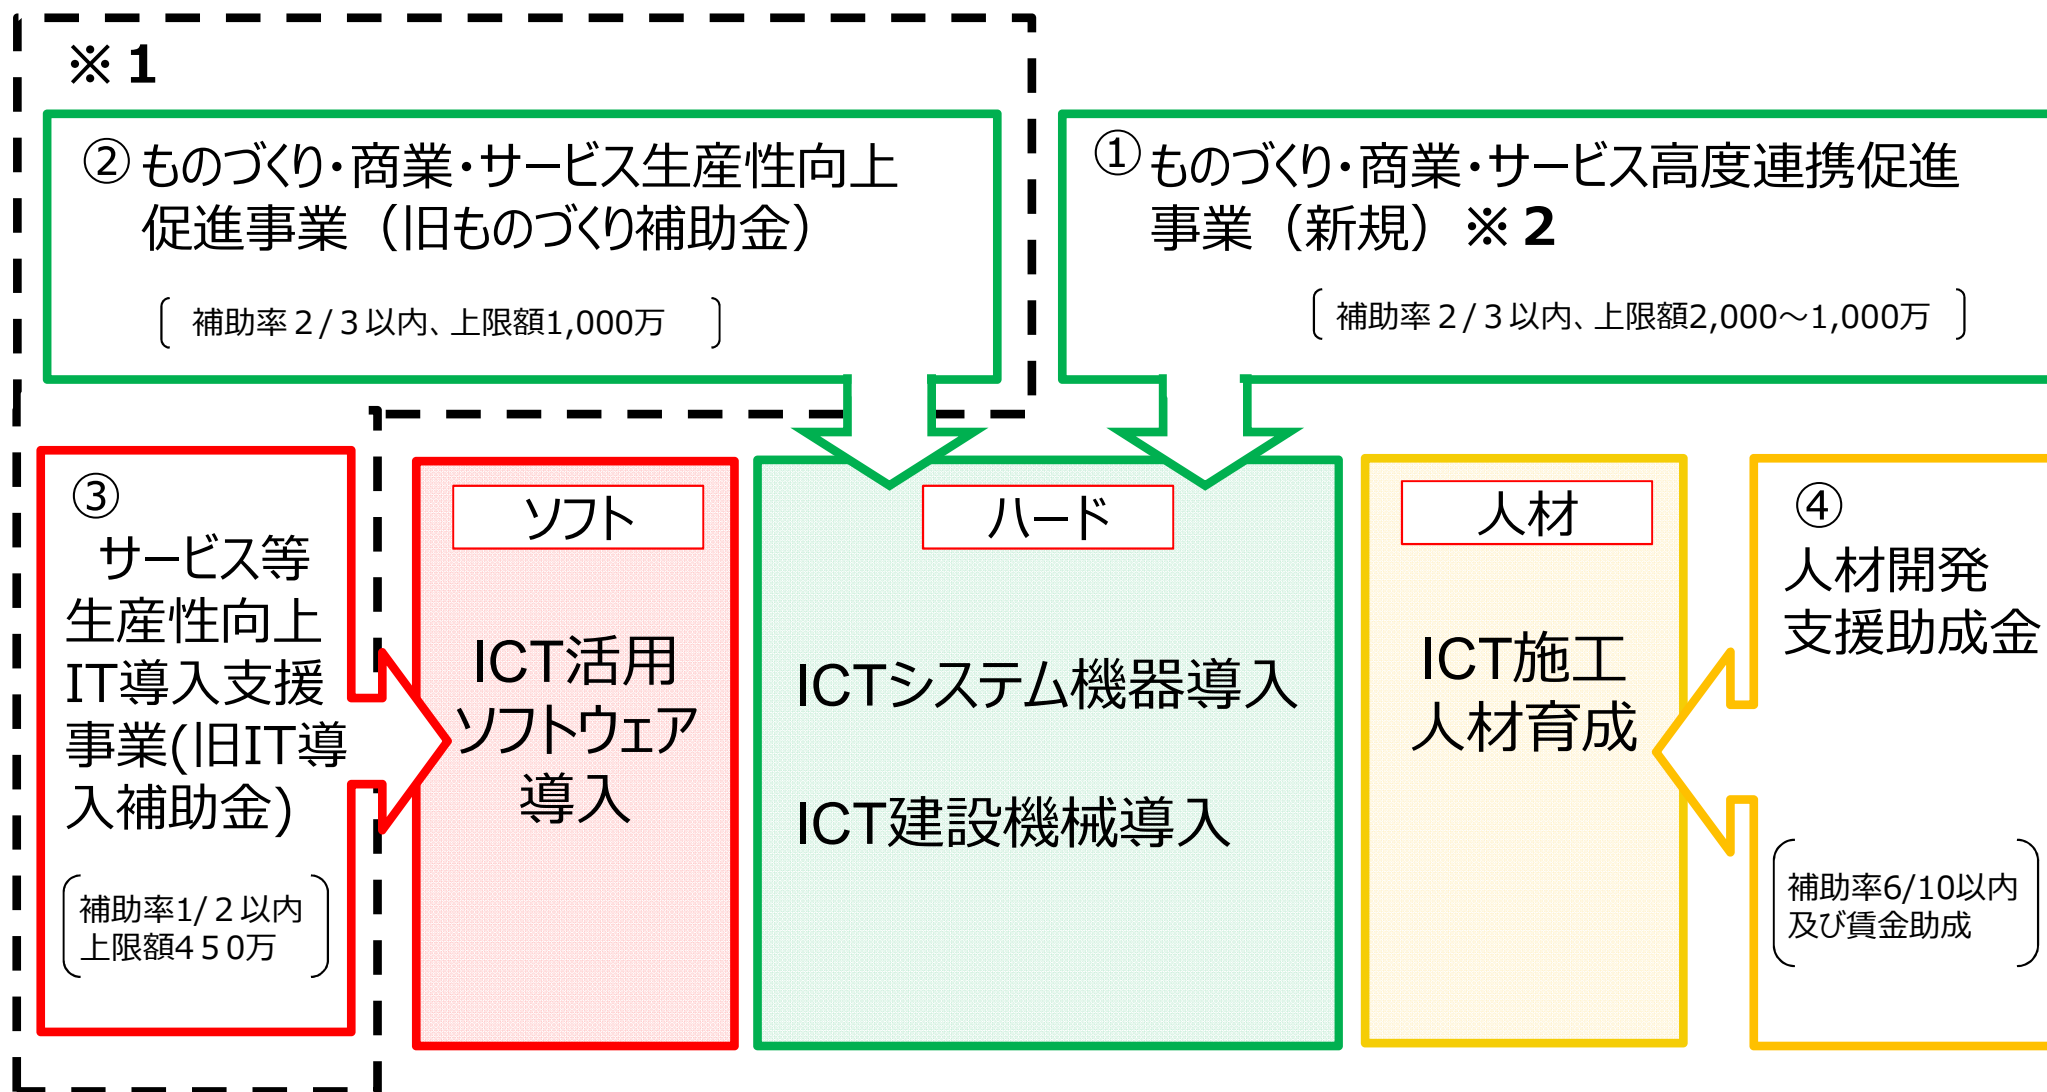 ※1
②ものづくり・商業・サービス生産性向上
促進事業（旧ものづくり補助金）
補助率２/３以内、上限額1,000万
①ものづくり・商業・サービス高度連携促進
事業（新規）※2
補助率２/３以内、上限額2,000～1,000万
③
サービス等
生産性向上
IT導入支援
事業(旧IT導
入補助金)
補助率1/２以内
上限額4５0万
ソフト
ICT活用
ソフトウェア
導入
ハード
ICTシステム機器導入
ICT建設機械導入
人材
ICT施工
人材育成
④
人材開発
支援助成金
補助率6/10以内
及び賃金助成